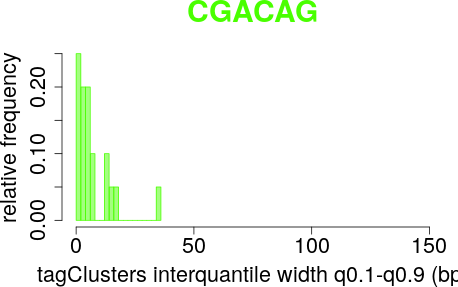 CGACAG
relative frequency
0.20
0.10
0.00
0 50 100 150
tagClusters interquantile width q0.1-q0.9 (bp